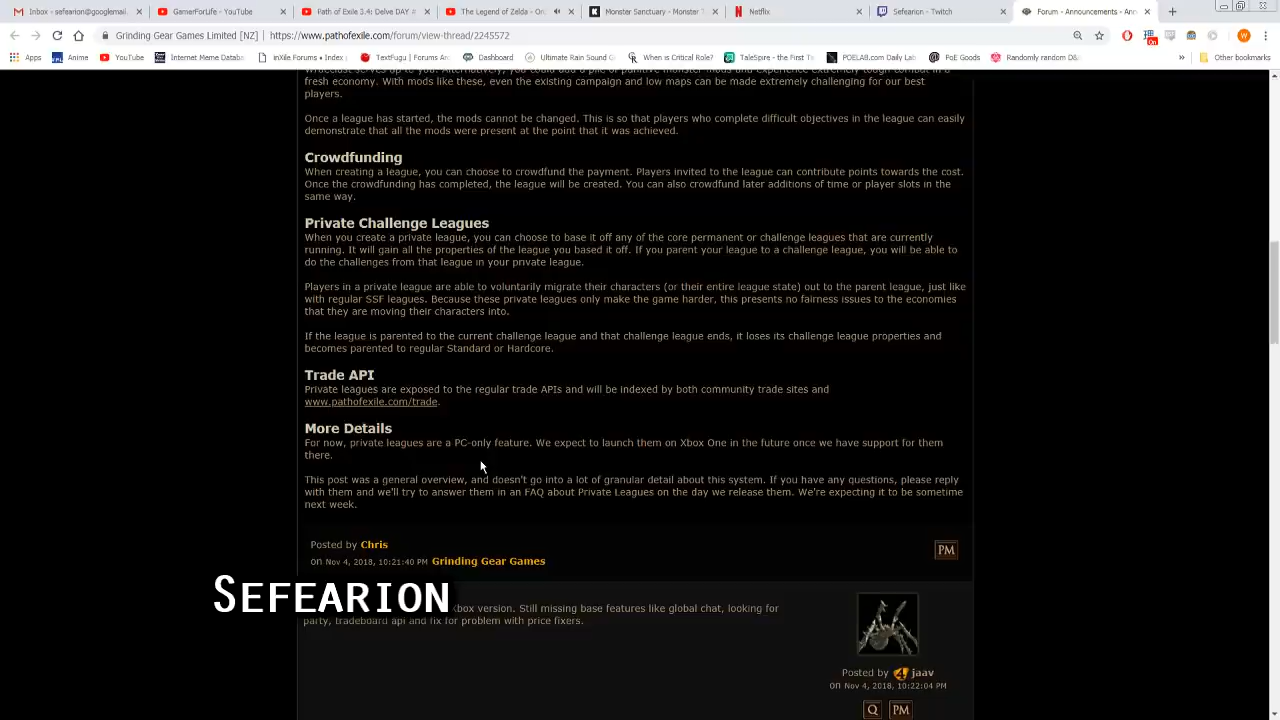 Inbox - sefearion@googlemail.
GamerForLife - YouTube
Path of Exile 3.4: Delve DAY #
The Legend of Zelda - OO
Monster Sanctuary - Monster T
Netflix
Sefearion - Twitch
Forum - Announcements - An
Grinding Gear Games Limited [NZ] | https://www.pathofexile.com/forum/view-thread/2245572
Apps
Anime
YouTube
inXile Forums • Index
Dashboard
Ultimate Rain Sound
When is Critical Role?
TaleSpire - The First T
POELAB.com Daily Lab
Internet Meme Datab
PoE Goods
Randomly random D&
Other bookmarks
fresh economy. With mods like these, even the existing campaign and low maps can be made extremely challenging for our best
players.
Once a league has started, the mods cannot be changed. This is so that players who complete difficult objectives in the league can easily
demonstrate that all the mods were present at the point that it was achieved.
Crowdfunding
When creating a league, you can choose to crowdfund the payment. Players invited to the league can contribute points towards the cost.
Once the crowdfunding has completed, the league will be created. You can also crowdfund later additions of time or player slots in the
same way.
Private Challenge Leagues
When you create a private league, you can choose to base it off any of the core permanent or challenge leagues that are currently
running. It will gain all the properties of the league you based it off. If you parent your league to a challenge league, you will be able to
do the challenges from that league in your private league.
Players in a private league are able to voluntarily migrate their characters (or their entire league state) out to the parent league, just like
with regular SSF leagues. Because these private leagues only make the game harder, this presents no fairness issues to the economies
that they are moving their characters into.
If the league is parented to the current challenge league and that challenge league ends, it loses its challenge league properties and
becomes parented to regular Standard or Hardcore.
Trade API
Private leagues are exposed to the regular trade APIs and will be indexed by both community trade sites and
www.pathofexile.com/trade.
More Details
For now, private leagues are a PC-only feature. We expect to launch them on Xbox One in the future once we have support for them
there.
This post was a general overview, and doesn't go into a lot of granular detail about this system. If you have any questions, please reply
with them and we'll try to answer them in an FAQ about Private Leagues on the day we release them. We're expecting it to be sometime
next week.
Posted by Chris
on Nov 4, 2018, 10:21:40 PM Grinding Gear Games
PM
Sefearion
xbox version. Still missing base features like global chat, looking for
party, tradeboard api and fix for problem with price fixers.
Posted by jaav
on Nov 4, 2018, 10:22:04 PM
Q PM